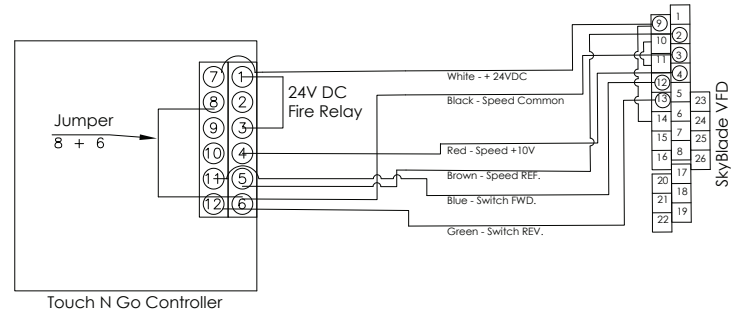 7 1
8 2
9 3
10 4
11 5
12 6
Jumper
8 + 6
24V DC
Fire Relay
White - + 24VDC
Black - Speed Common
Red - Speed +10V
Brown - Speed REF.
Blue - Switch FWD.
Green - Switch REV.
9 1
10 2
11 3
12 4
13 5 23
14 6 24
15 7 25
16 8 26
17
20 18
21 19
22
SkyBlade VFD
Touch N Go Controller